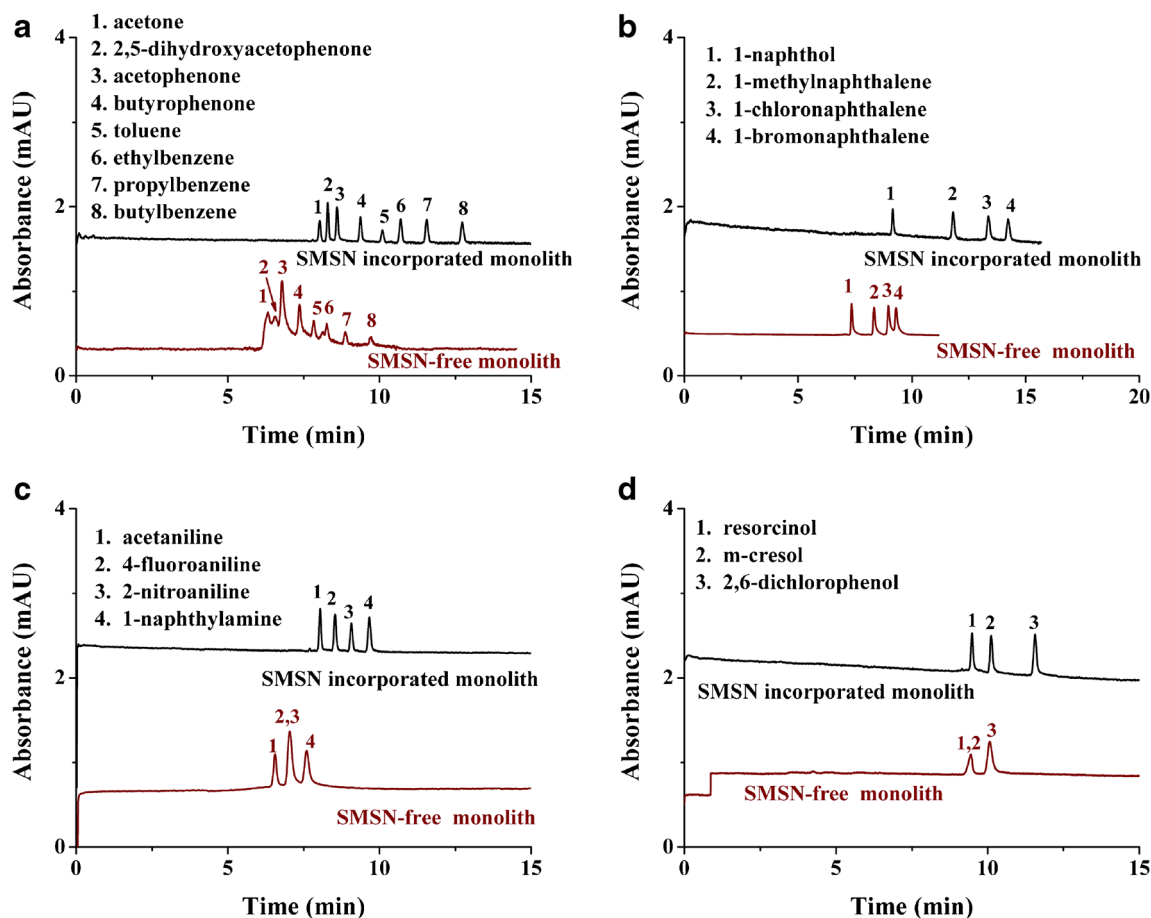 a
1. acetone
2. 2,5-dihydroxyacetophenone
3. acetophenone
4. butyrophenone
5. toluene
6. ethylbenzene
7. propylbenzene
8. butylbenzene
1 2 3 4 5 6 7 8
SMSN incorporated monolith
1 2 3 4 5 6 7 8
SMSN-free monolith
Absorbance (mAU)
0 2 4
0 5 10 15
Time (min)
b
1. 1-naphthol
2. 1-methylnaphthalene
3. 1-chloronaphthalene
4. 1-bromonaphthalene
1 2 3 4
SMSN incorporated monolith
1 2 3 4
SMSN-free monolith
Absorbance (mAU)
0 2 4
0 5 10 15 20
Time (min)
c
1. acetaniline
2. 4-fluoroaniline
3. 2-nitroaniline
4. 1-naphthylamine
1 2 3 4
SMSN incorporated monolith
1 2,3 4
SMSN-free monolith
Absorbance (mAU)
0 2 4
0 5 10 15
Time (min)
d
1. resorcinol
2. m-cresol
3. 2,6-dichlorophenol
1 2 3
SMSN incorporated monolith
1,2 3
SMSN-free monolith
Absorbance (mAU)
0 2 4
0 5 10 15
Time (min)